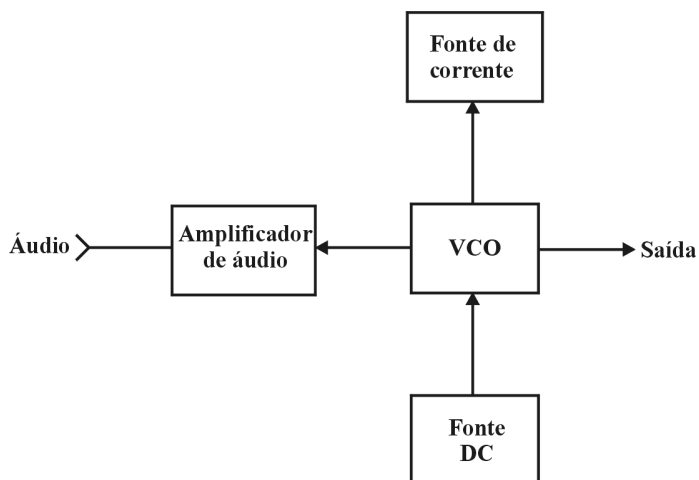 Fonte de
corrente
Áudio
Amplificador
de áudio
VCO
Saída
Fonte
DC